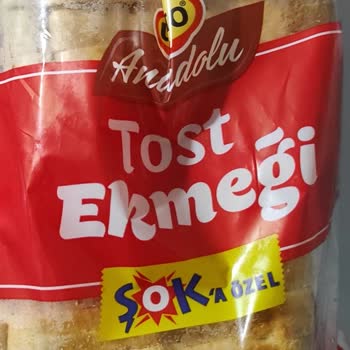 Anadolu
Tost
Ekmeği
ŞOK'A ÖZEL